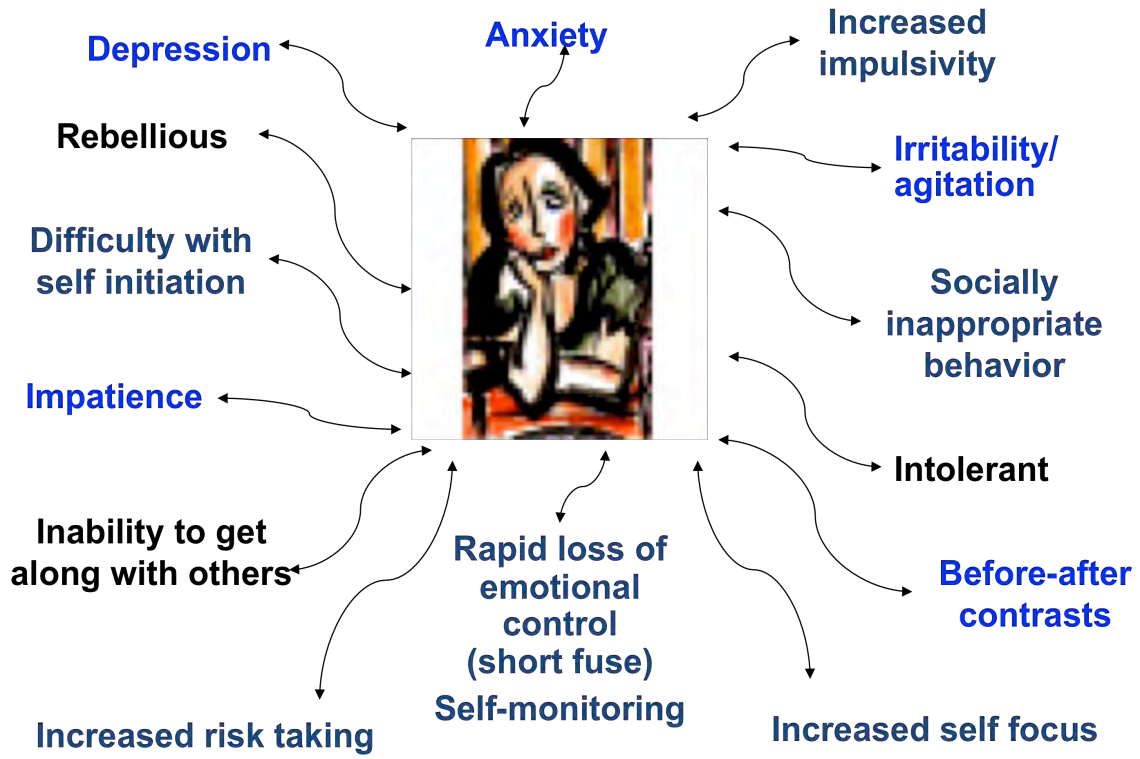 Depression
Anxiety
Increased
impulsivity
Rebellious
Irritability/
agitation
Difficulty with
self initiation
Socially
inappropriate
behavior
Impatience
Intolerant
Inability to get
along with others
Rapid loss of
emotional
control
(short fuse)
Self-monitoring
Before-after
contrasts
Increased risk taking
Increased self focus